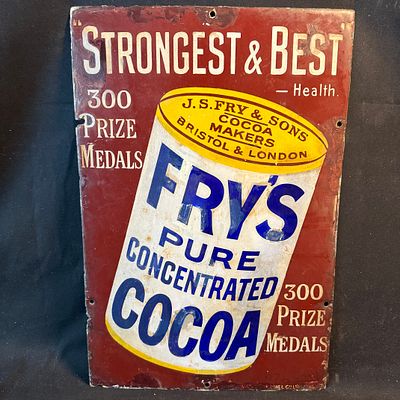 "STRONGEST & BEST"
— Health.
300
PRIZE
MEDALS
J.S. FRY & SONS
COCOA
MAKERS
BRISTOL & LONDON
FRY'S
PURE
CONCENTRATED
COCOA
300
PRIZE
MEDALS